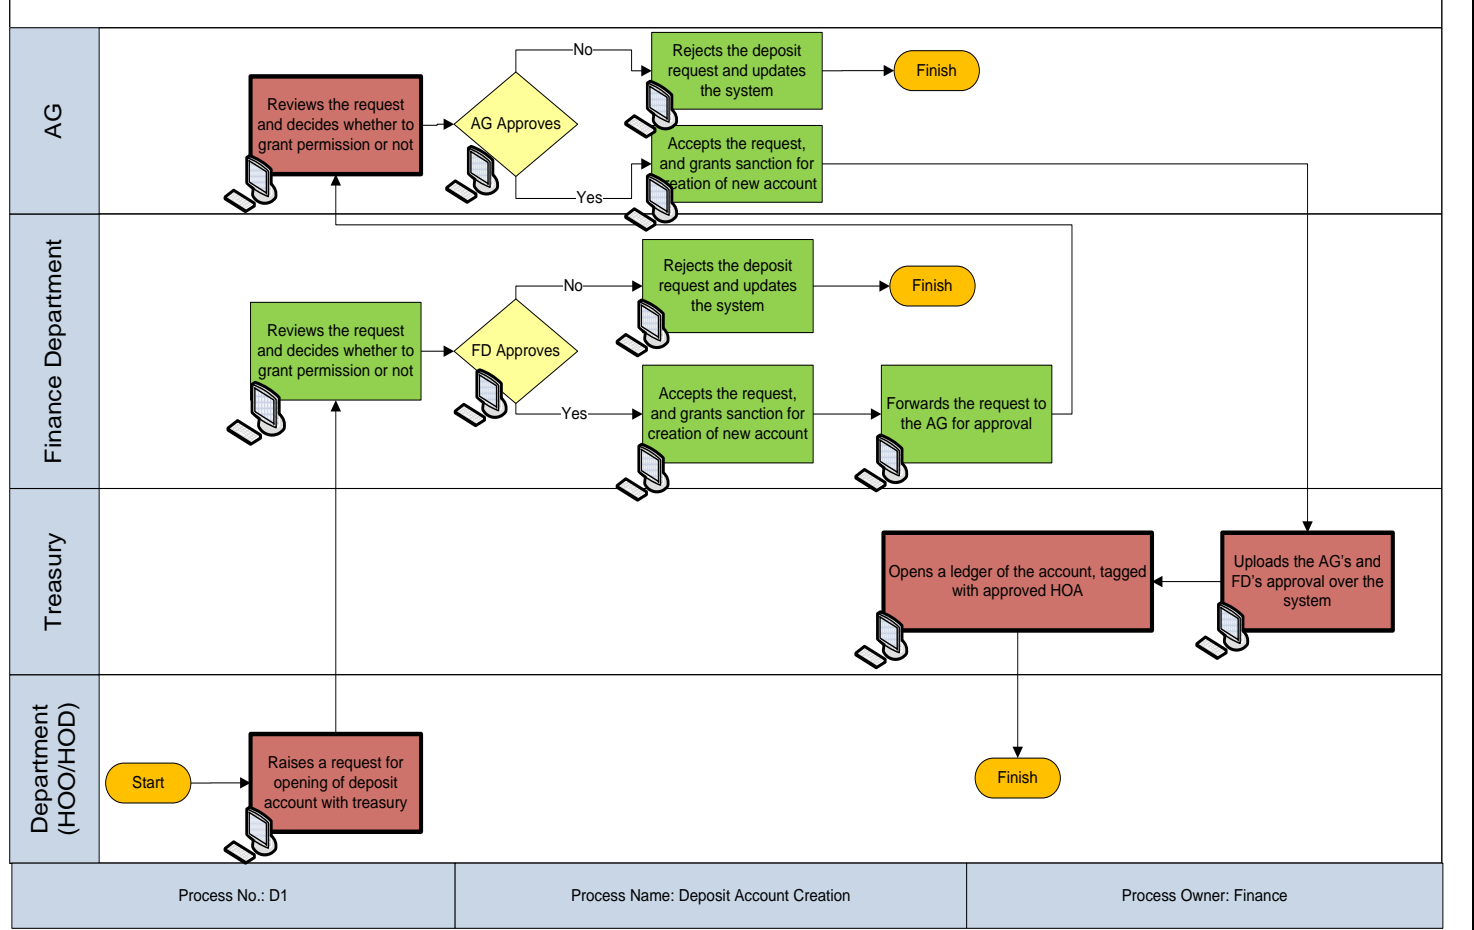 AG
Reviews the request
and decides whether to
grant permission or not
AG Approves
No
Yes
Rejects the deposit
request and updates
the system
Finish
Accepts the request,
and grants sanction for
creation of new account
Finance Department
Reviews the request
and decides whether to
grant permission or not
FD Approves
No
Yes
Rejects the deposit
request and updates
the system
Finish
Accepts the request,
and grants sanction for
creation of new account
Forwards the request to
the AG for approval
Treasury
Opens a ledger of the account, tagged
with approved HOA
Uploads the AG's and
FD's approval over the
system
Department
(HOO/HOD)
Start
Raises a request for
opening of deposit
account with treasury
Finish
Process No.: D1
Process Name: Deposit Account Creation
Process Owner: Finance